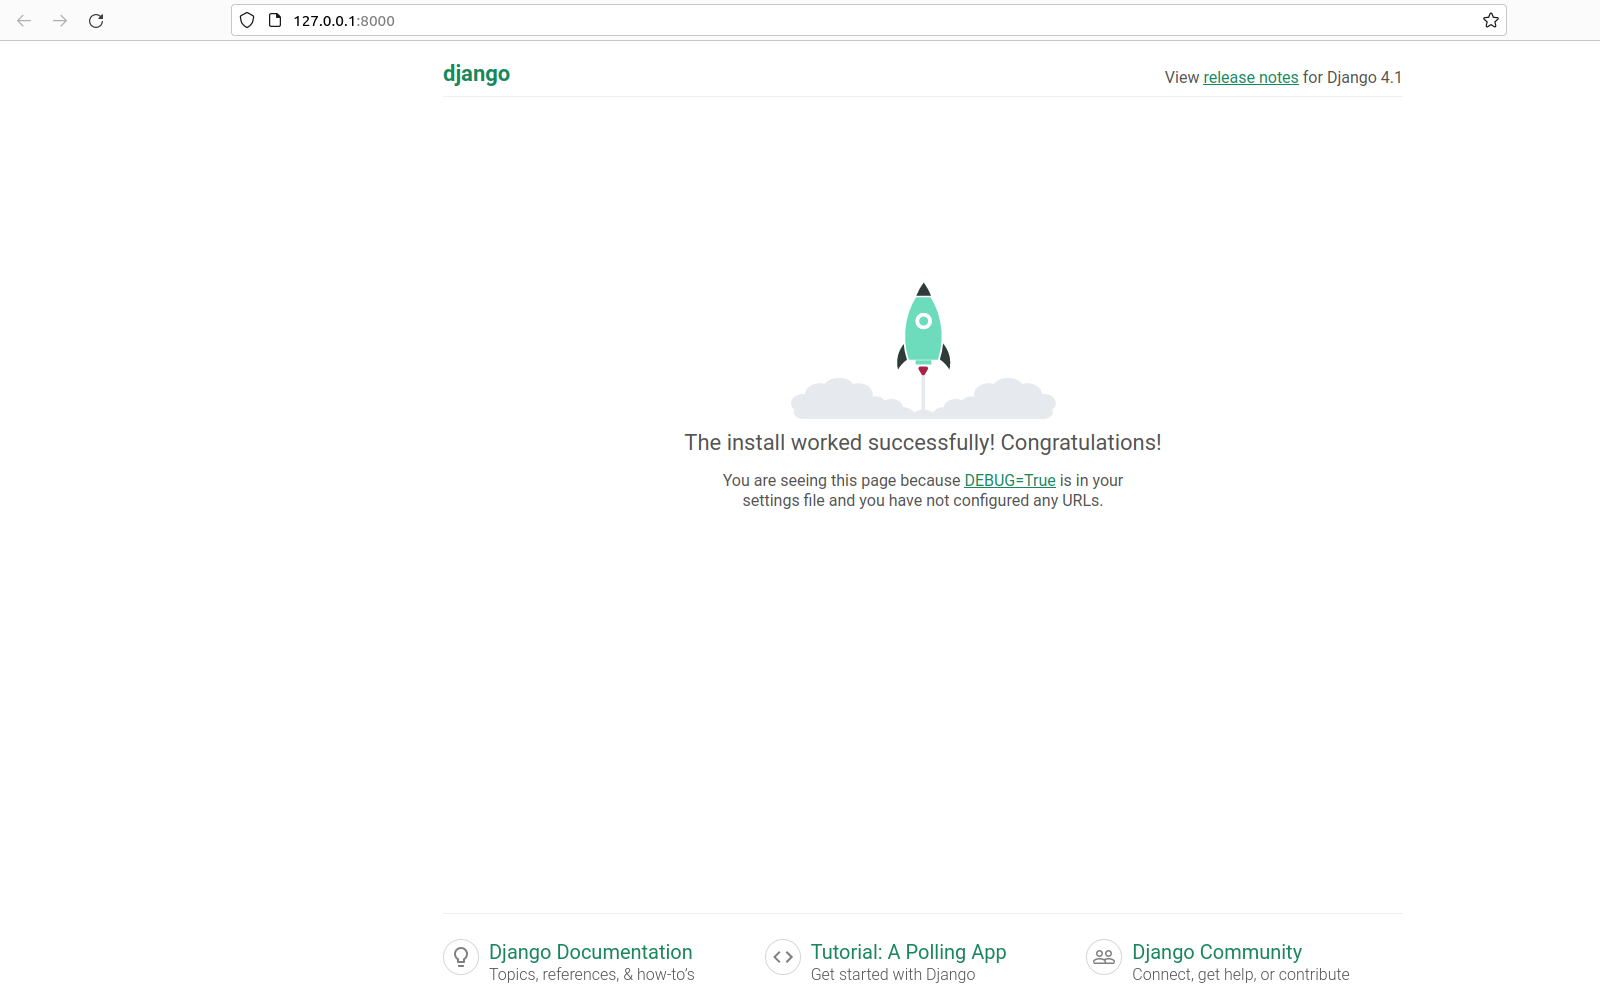 127.0.0.1:8000
django
View release notes for Django 4.1
The install worked successfully! Congratulations!
You are seeing this page because DEBUG=True is in your
settings file and you have not configured any URLs.
Django Documentation
Topics, references, & how-to’s
Tutorial: A Polling App
Get started with Django
Django Community
Connect, get help, or contribute